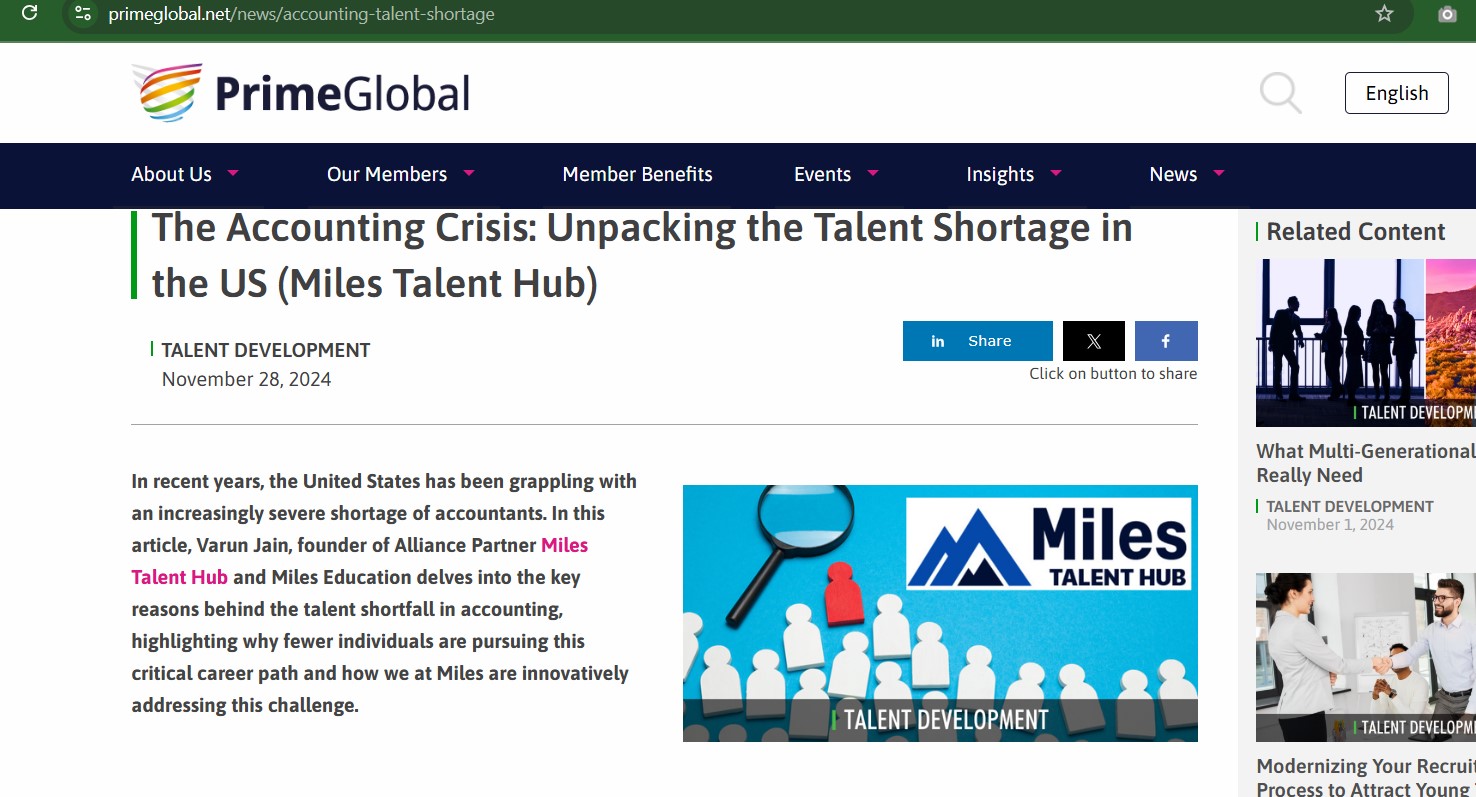 primeglobal.net/news/accounting-talent-shortage
PrimeGlobal
English
About Us
Our Members
Member Benefits
Events
Insights
News
The Accounting Crisis: Unpacking the Talent Shortage in
the US (Miles Talent Hub)
TALENT DEVELOPMENT
November 28, 2024
in Share
X
f
Click on button to share
In recent years, the United States has been grappling with
an increasingly severe shortage of accountants. In this
article, Varun Jain, founder of Alliance Partner Miles
Talent Hub and Miles Education delves into the key
reasons behind the talent shortfall in accounting,
highlighting why fewer individuals are pursuing this
critical career path and how we at Miles are innovatively
addressing this challenge.
Miles
TALENT HUB
TALENT DEVELOPMENT
Related Content
TALENT DEVELOPM
What Multi-Generational
Really Need
TALENT DEVELOPMENT
November 1, 2024
TALENT DEVELOPM
Modernizing Your Recruit
Process to Attract Young